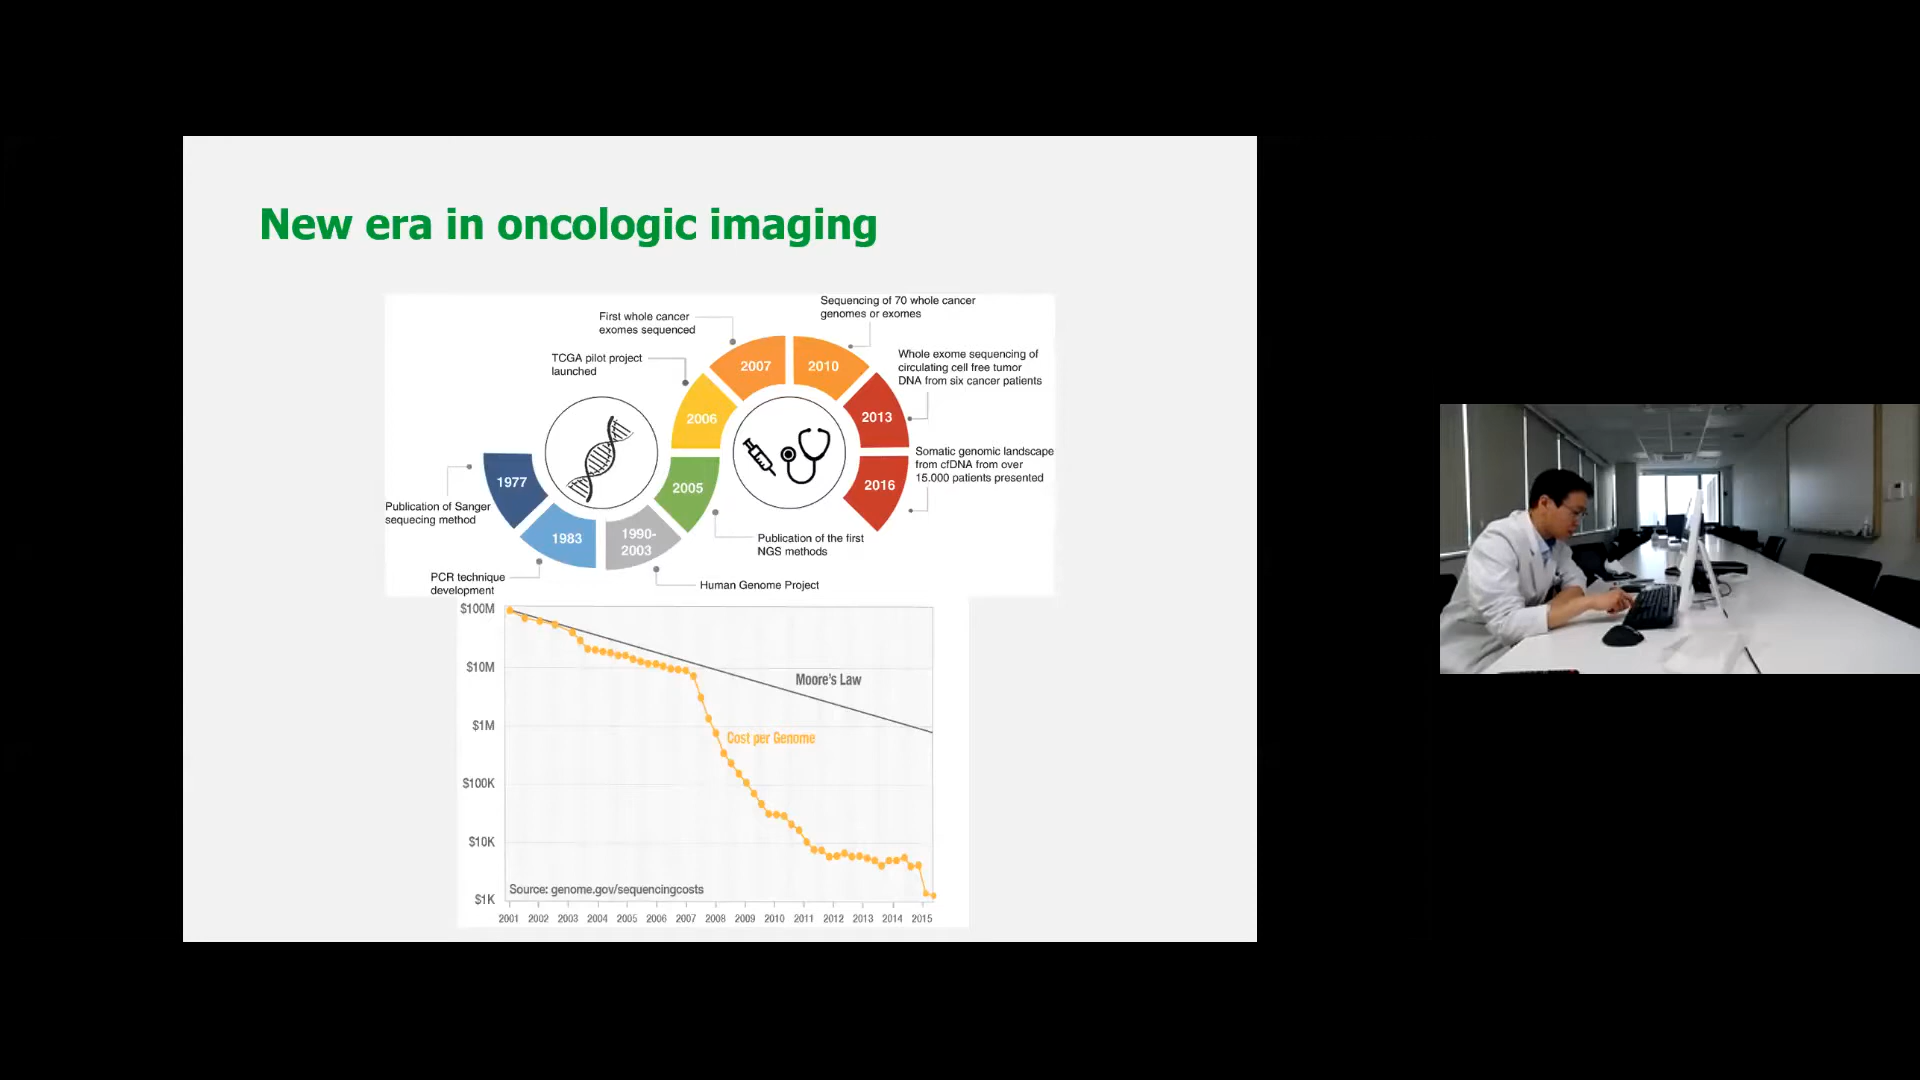 New era in oncologic imaging
Sequencing of 70 whole cancer
genomes or exomes
First whole cancer
exomes sequenced
TCGA pilot project
launched
Whole exome sequencing of
circulating cell free tumor
DNA from six cancer patients
2007
2010
2006
2013
Somatic genomic landscape
from cfDNA from over
15.000 patients presented
1977
2005
2016
Publication of Sanger
sequecing method
1983
1990-
2003
Publication of the first
NGS methods
PCR technique
development
Human Genome Project
$100M
$10M
$1M
$100K
$10K
$1K
Moore's Law
Cost per Genome
Source: genome.gov/sequencingcosts
2001 2002 2003 2004 2005 2006 2007 2008 2009 2010 2011 2012 2013 2014 2015